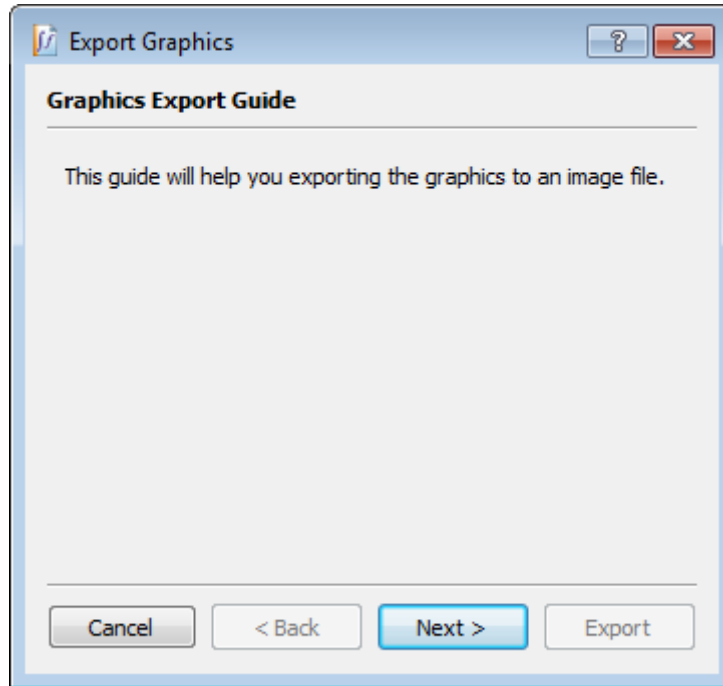 Export Graphics
Graphics Export Guide
This guide will help you exporting the graphics to an image file.
Cancel
< Back
Next >
Export